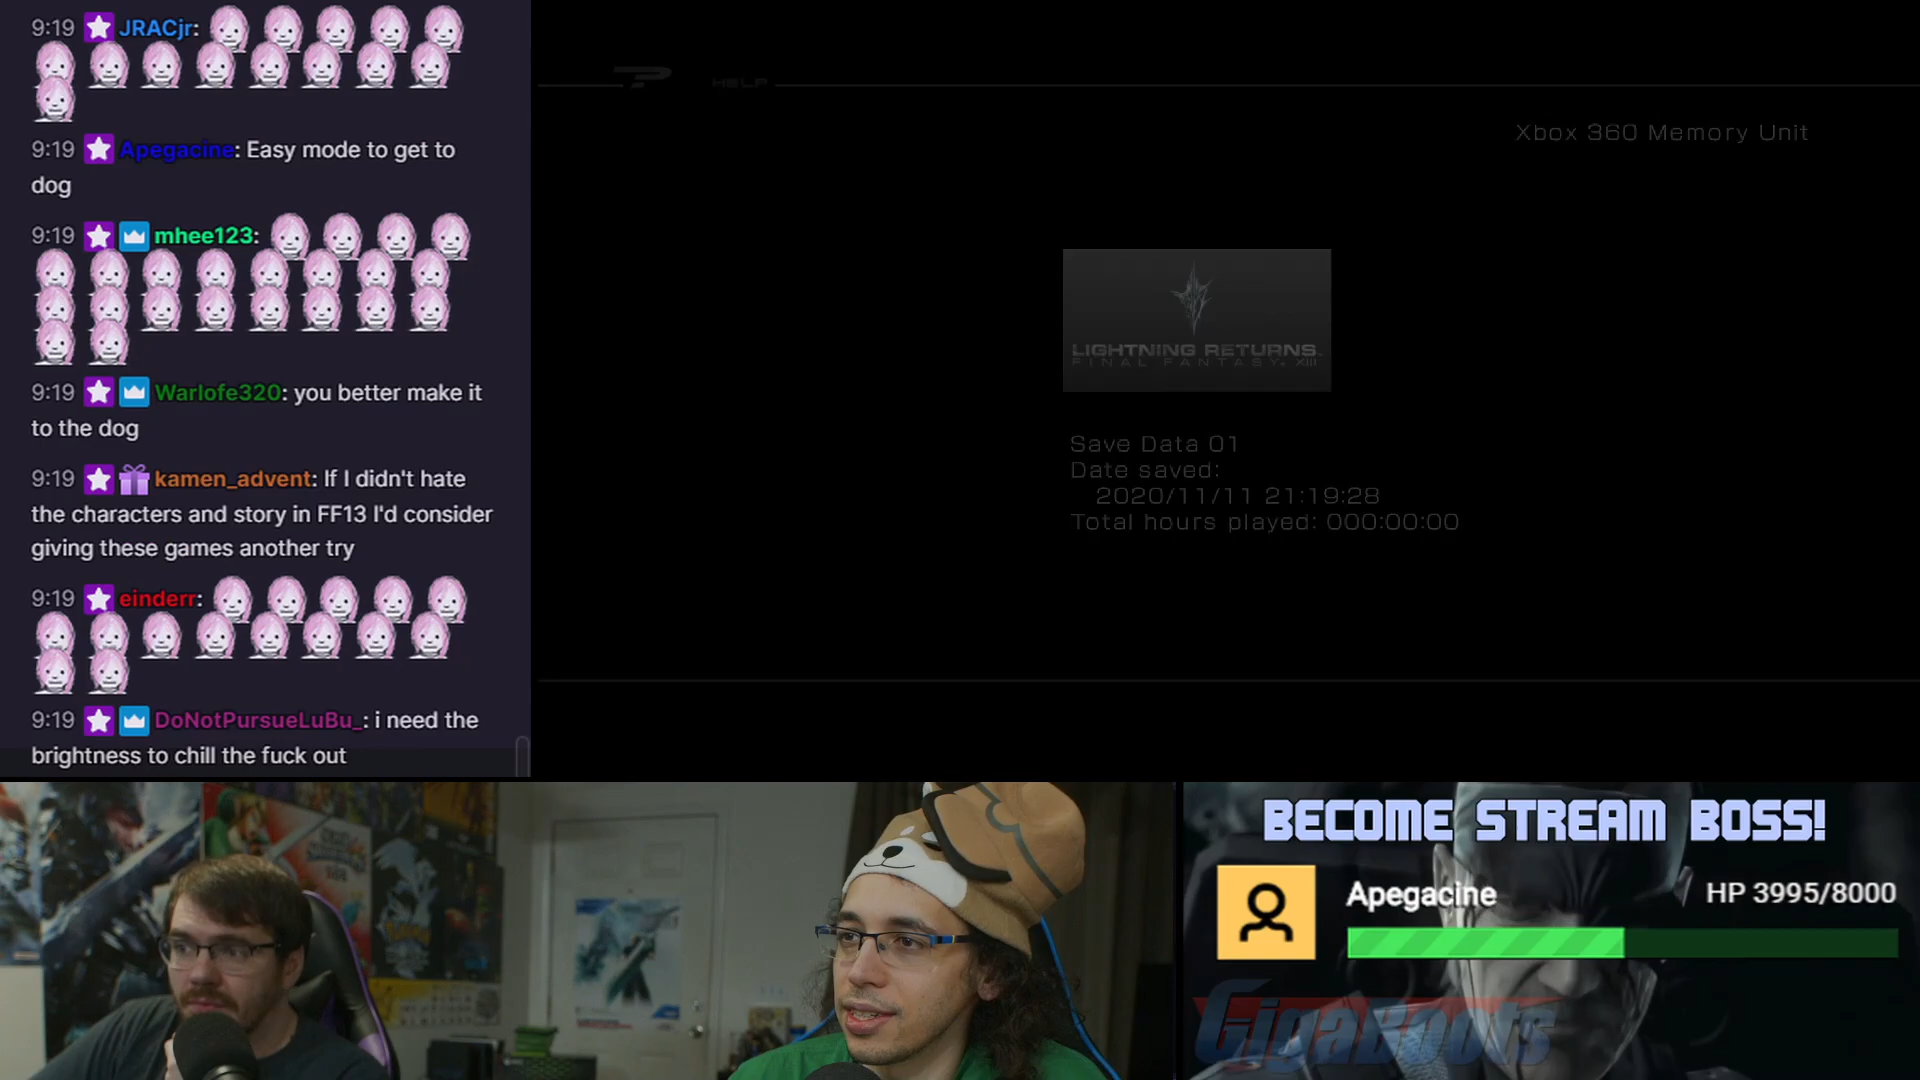 9:19 JRACjr:
9:19 Apegacine: Easy mode to get to
dog
9:19 mhee123:
9:19 Warlofe320: you better make it
to the dog
9:19 kamen_advent: If I didn't hate
the characters and story in FF13 I'd consider
giving these games another try
9:19 einderr:
9:19 DoNotPursueLuBu_: i need the
brightness to chill the fuck out
HELP
Xbox 360 Memory Unit
LIGHTNING RETURNS™
FINAL FANTASY® XIII
Save Data 01
Date saved:
2020/11/11 21:19:28
Total hours played: 000:00:00
BECOME STREAM BOSS!
Apegacine
HP 3995/8000
GigaBoots